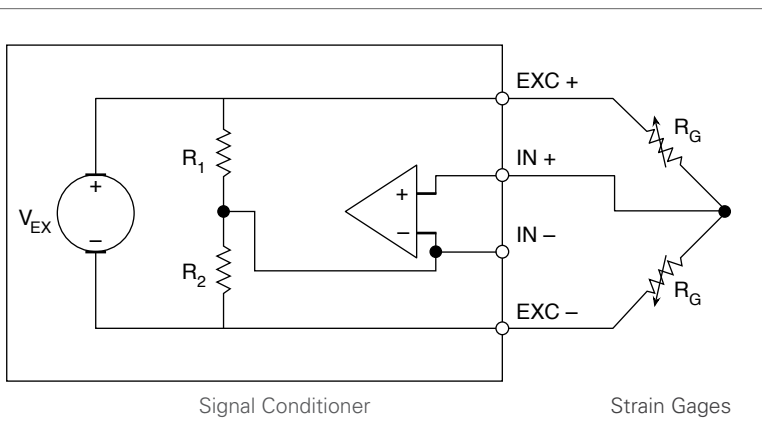 EXC +
R1
RG
IN +
+
+
VEX
–
–
IN –
R2
RG
EXC –
Signal Conditioner
Strain Gages